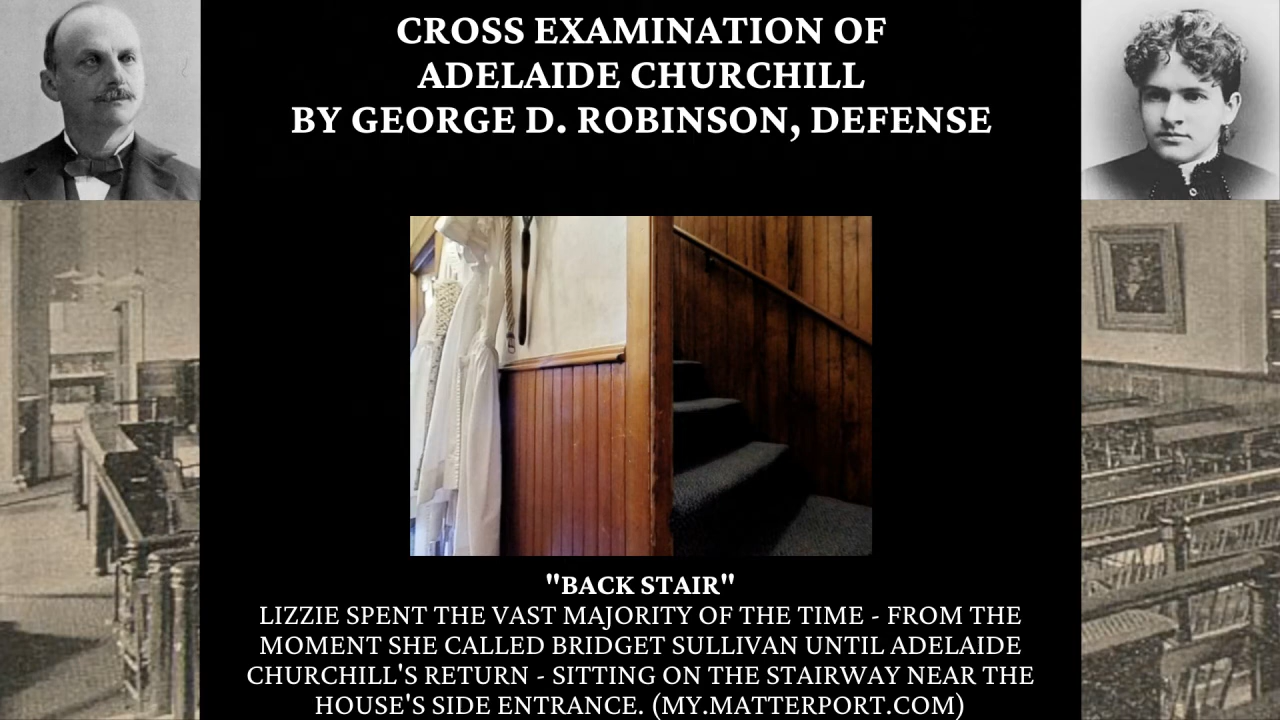 CROSS EXAMINATION OF
ADELAIDE CHURCHILL
BY GEORGE D. ROBINSON, DEFENSE
"BACK STAIR"
LIZZIE SPENT THE VAST MAJORITY OF THE TIME - FROM THE
MOMENT SHE CALLED BRIDGET SULLIVAN UNTIL ADELAIDE
CHURCHILL'S RETURN - SITTING ON THE STAIRWAY NEAR THE
HOUSE'S SIDE ENTRANCE. (MY.MATTERPORT.COM)